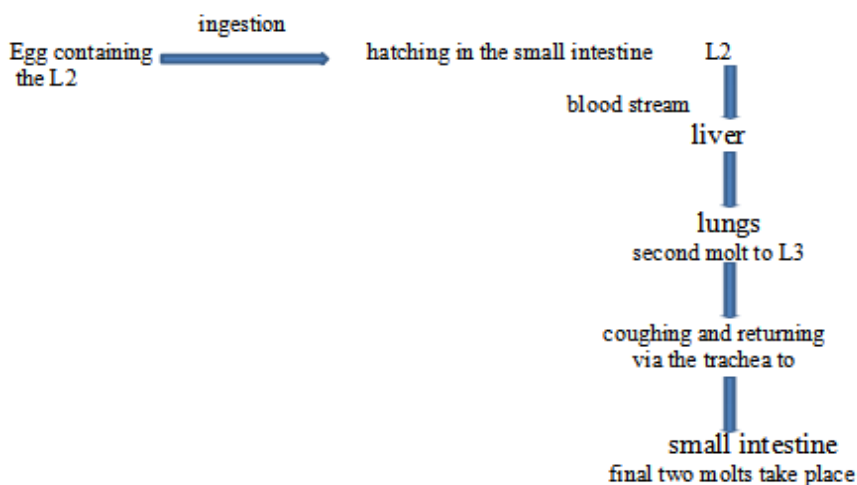 ingestion
Egg containing
the L2
hatching in the small intestine
L2
blood stream
liver
lungs
second molt to L3
coughing and returning
via the trachea to
small intestine
final two molts take place